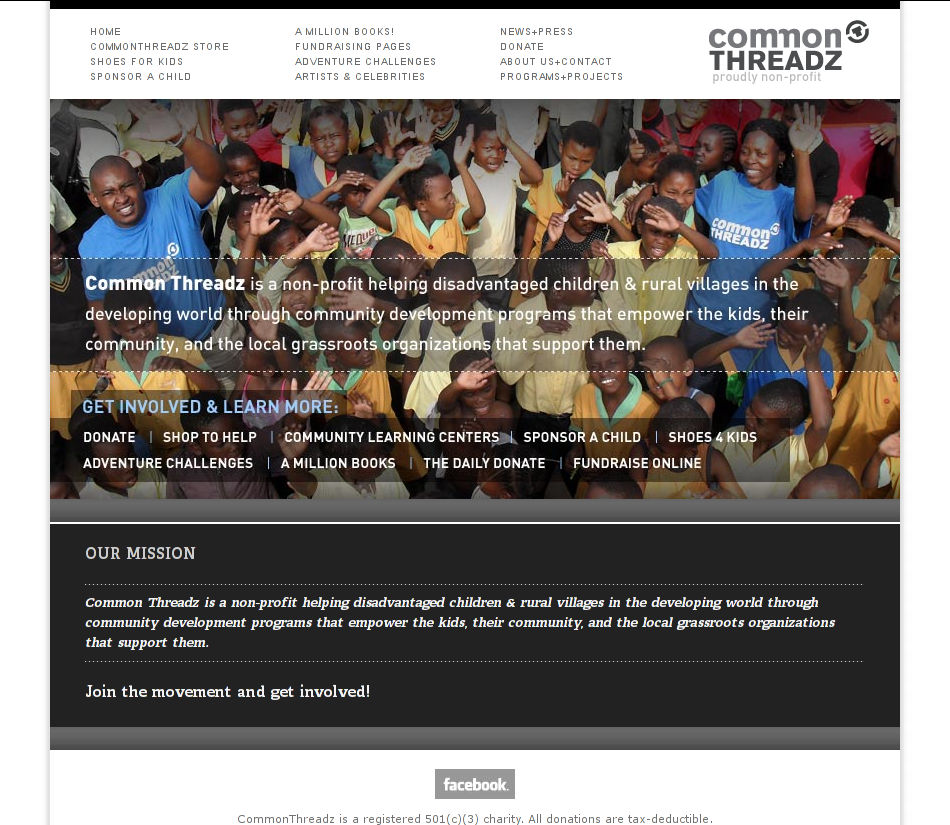 HOME
COMMONTHREADZ STORE
SHOES FOR KIDS
SPONSOR A CHILD
A MILLION BOOKS!
FUNDRAISING PAGES
ADVENTURE CHALLENGES
ARTISTS & CELEBRITIES
NEWS+PRESS
DONATE
ABOUT US+CONTACT
PROGRAMS+PROJECTS
common
THREADZ
proudly non-profit
common
THREADZ
Common Threadz is a non-profit helping disadvantaged children & rural villages in the
developing world through community development programs that empower the kids, their
community, and the local grassroots organizations that support them.
GET INVOLVED & LEARN MORE:
DONATE | SHOP TO HELP | COMMUNITY LEARNING CENTERS | SPONSOR A CHILD | SHOES 4 KIDS
ADVENTURE CHALLENGES | A MILLION BOOKS | THE DAILY DONATE | FUNDRAISE ONLINE
OUR MISSION
Common Threadz is a non-profit helping disadvantaged children & rural villages in the developing world through
community development programs that empower the kids, their community, and the local grassroots organizations
that support them.
Join the movement and get involved!
facebook.
CommonThreadz is a registered 501(c)(3) charity. All donations are tax-deductible.